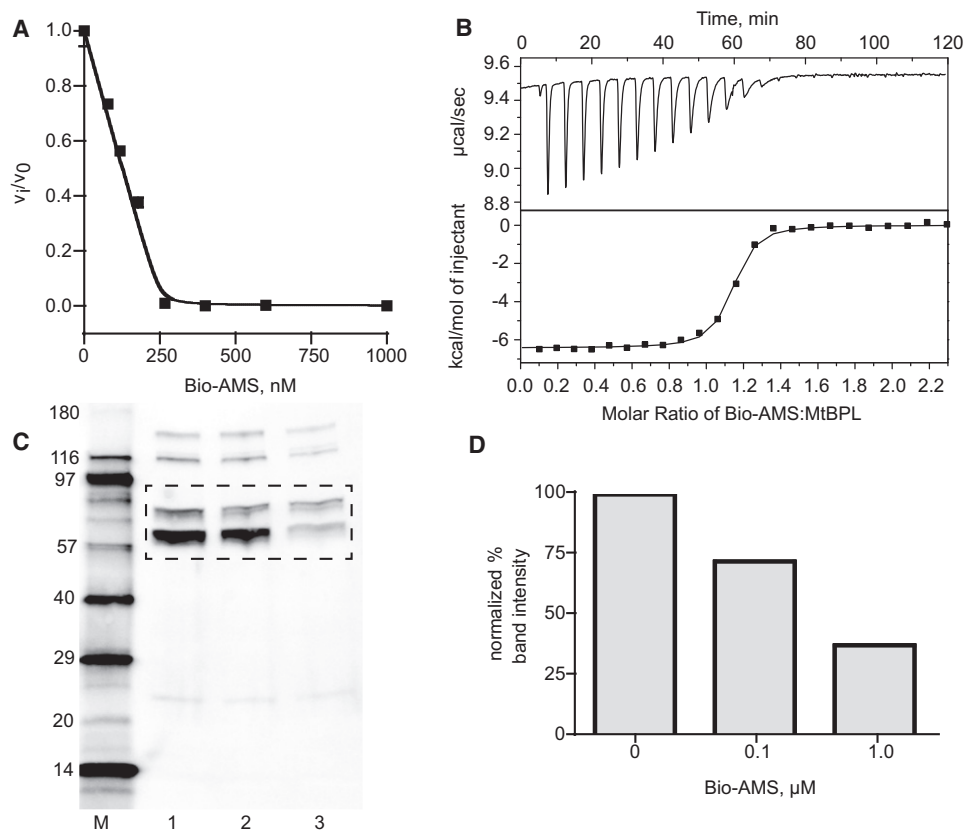 A
1.0
0.8
0.6
0.4
0.2
0.0
vi/v0
0 250 500 750 1000
Bio-AMS, nM
B
Time, min
0 20 40 60 80 100 120
9.6
9.4
9.2
9.0
8.8
µcal/sec
0
-2
-4
-6
kcal/mol of injectant
0.0 0.2 0.4 0.6 0.8 1.0 1.2 1.4 1.6 1.8 2.0 2.2
Molar Ratio of Bio-AMS:MtBPL
C
180
116
97
57
40
29
20
14
M 1 2 3
D
100
75
50
25
0
normalized %
band intensity
0 0.1 1.0
Bio-AMS, µM